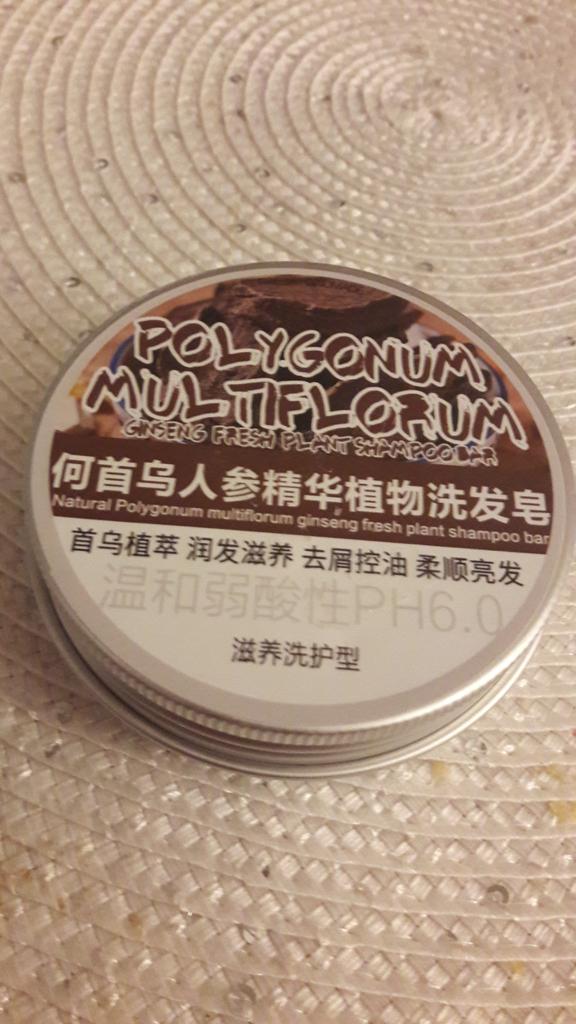 POLYGONUM
MULTIFLORUM
GINSENG FRESH PLANT SHAMPOO BAR
何首乌人参精华植物洗发皂
Natural Polygonum multiflorum ginseng fresh plant shampoo bar
首乌植萃 润发滋养 去屑控油 柔顺亮发
温和弱酸性PH6.0
滋养洗护型